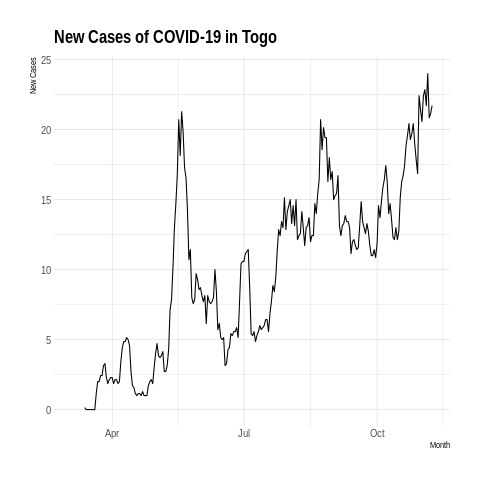 New Cases of COVID-19 in Togo
New Cases
25
20
15
10
5
0
Apr
Jul
Oct
Month